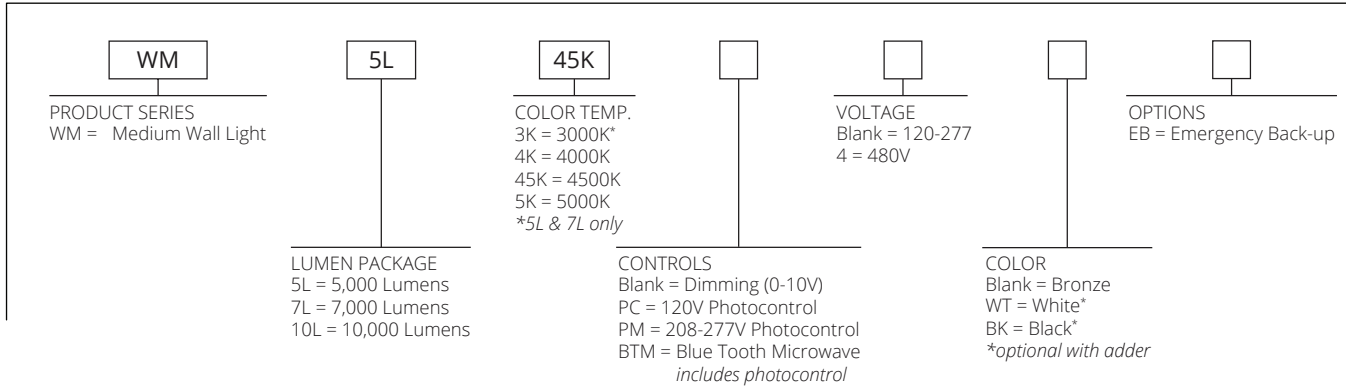 WM
5L
45K
PRODUCT SERIES
WM = Medium Wall Light
COLOR TEMP.
3K = 3000K*
4K = 4000K
45K = 4500K
5K = 5000K
*5L & 7L only
VOLTAGE
Blank = 120-277
4 = 480V
OPTIONS
EB = Emergency Back-up
LUMEN PACKAGE
5L = 5,000 Lumens
7L = 7,000 Lumens
10L = 10,000 Lumens
CONTROLS
Blank = Dimming (0-10V)
PC = 120V Photocontrol
PM = 208-277V Photocontrol
BTM = Blue Tooth Microwave
includes photocontrol
COLOR
Blank = Bronze
WT = White*
BK = Black*
*optional with adder